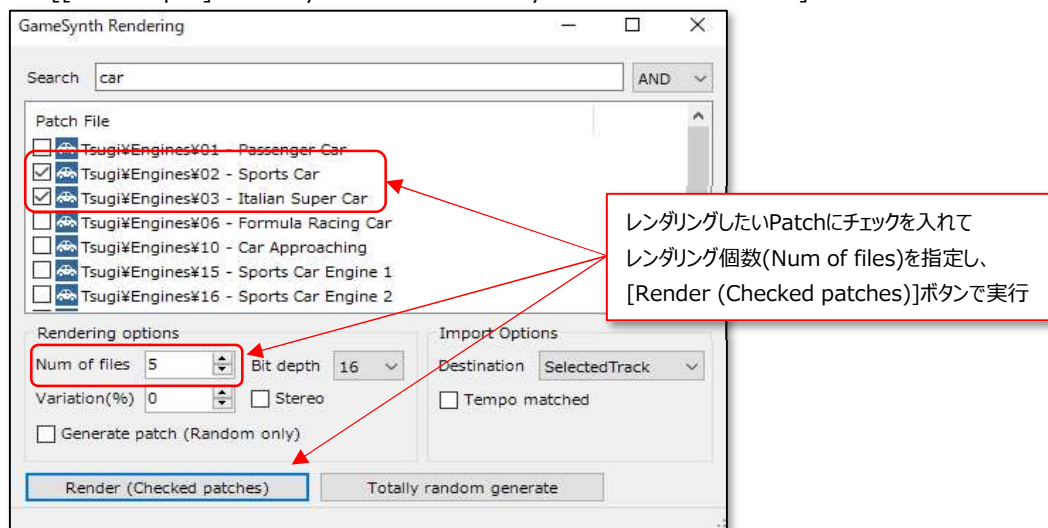 GameSynth Rendering
Search car AND
Patch File
Tsugi¥Engines¥01 - Passenger Car
Tsugi¥Engines¥02 - Sports Car
Tsugi¥Engines¥03 - Italian Super Car
Tsugi¥Engines¥06 - Formula Racing Car
Tsugi¥Engines¥10 - Car Approaching
Tsugi¥Engines¥15 - Sports Car Engine 1
Tsugi¥Engines¥16 - Sports Car Engine 2
レンダリングしたいPatchにチェックを入れて
レンダリング個数(Num of files)を指定し、
[Render (Checked patches)]ボタンで実行
Rendering options
Num of files 5 Bit depth 16
Variation(%) 0 Stereo
Generate patch (Random only)
Import Options
Destination SelectedTrack
Tempo matched
Render (Checked patches) Totally random generate